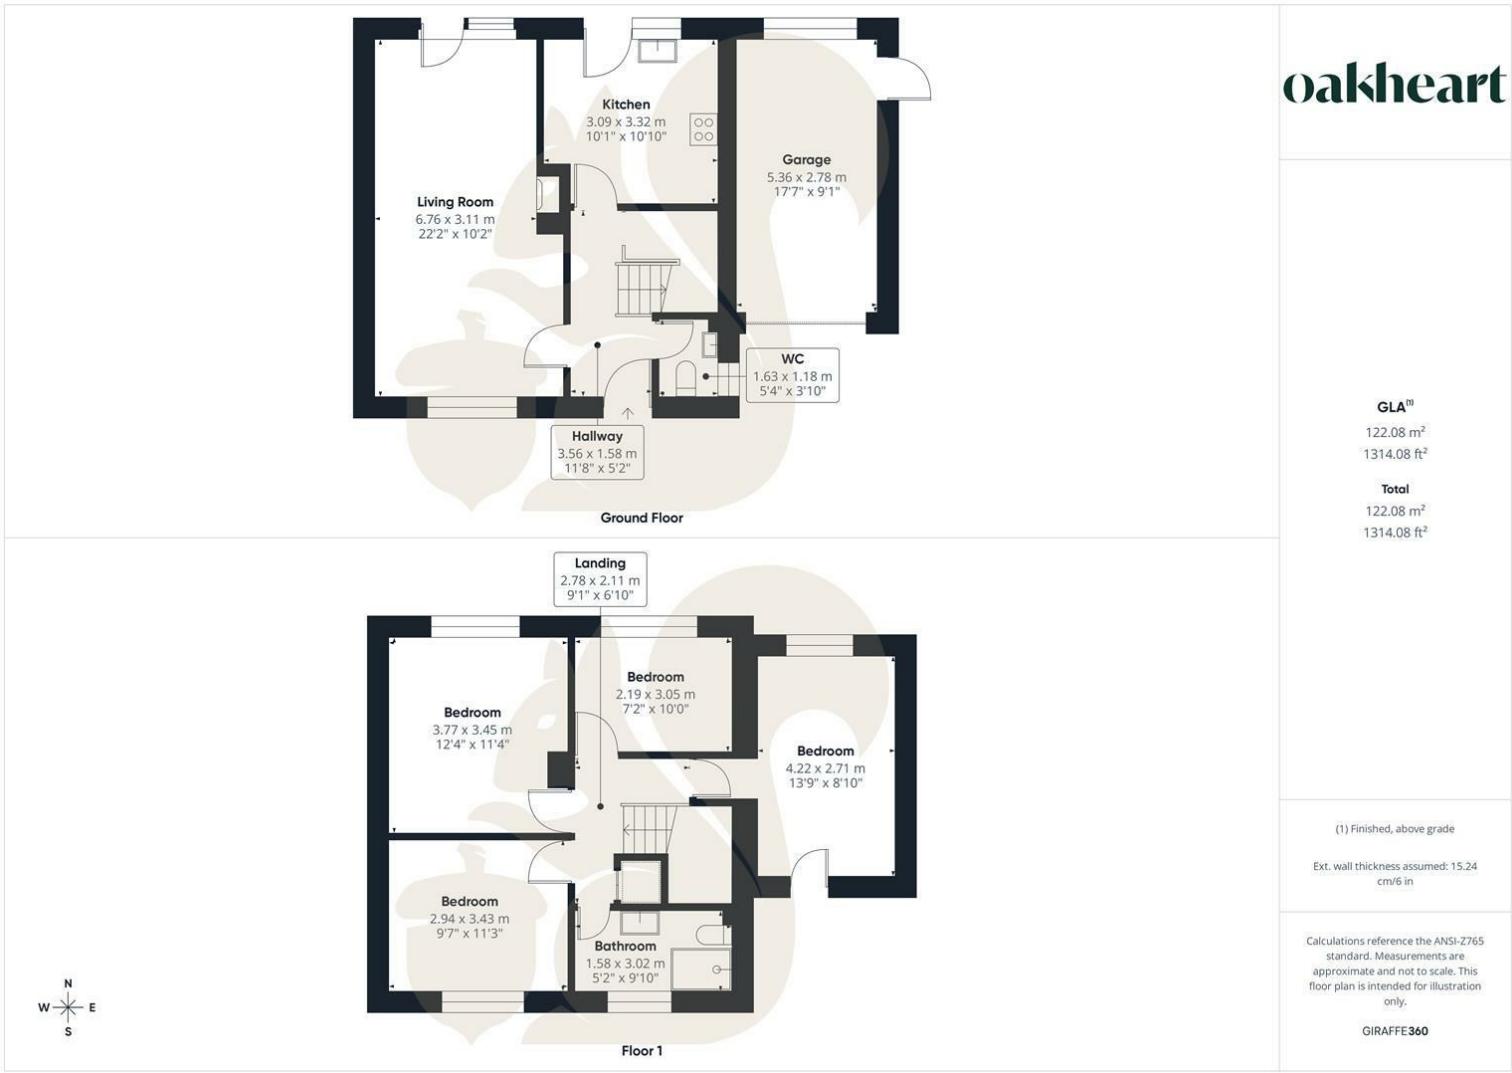 Kitchen
3.09 x 3.32 m
10'1" x 10'10"
Garage
5.36 x 2.78 m
17'7" x 9'1"
Living Room
6.76 x 3.11 m
22'2" x 10'2"
WC
1.63 x 1.18 m
5'4" x 3'10"
Hallway
3.56 x 1.58 m
11'8" x 5'2"
Ground Floor
Landing
2.78 x 2.11 m
9'1" x 6'10"
Bedroom
2.19 x 3.05 m
7'2" x 10'0"
Bedroom
3.77 x 3.45 m
12'4" x 11'4"
Bedroom
4.22 x 2.71 m
13'9" x 8'10"
Bedroom
2.94 x 3.43 m
9'7" x 11'3"
Bathroom
1.58 x 3.02 m
5'2" x 9'10"
Floor 1
N
W E
S
oakheart
GLA(1)
122.08 m²
1314.08 ft²
Total
122.08 m²
1314.08 ft²
(1) Finished, above grade
Ext. wall thickness assumed: 15.24
cm/6 in
Calculations reference the ANSI-Z765
standard. Measurements are
approximate and not to scale. This
floor plan is intended for illustration
only.
GIRAFFE360